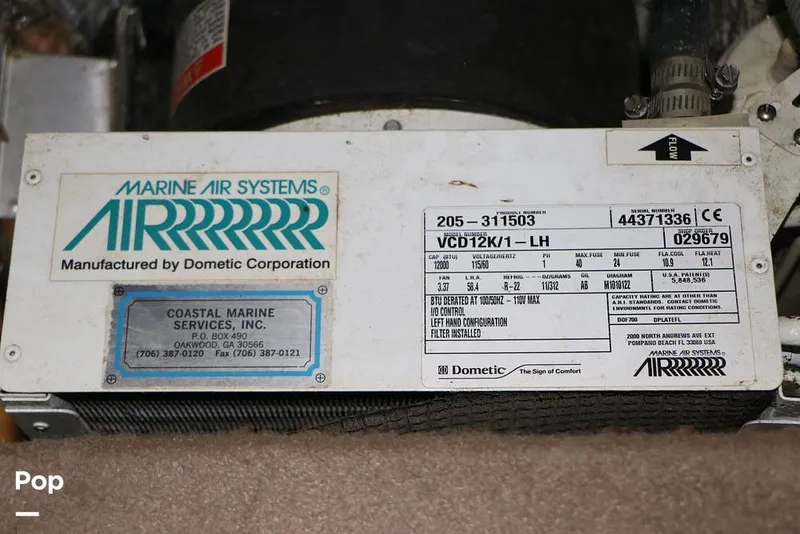 FLOW
MARINE AIR SYSTEMS®
AIRRRRRRR
Manufactured by Dometic Corporation
COASTAL MARINE
SERVICES, INC.
P.O. BOX 490
OAKWOOD, GA 30566
(706) 387-0120 Fax (706) 387-0121
PRODUCT NUMBER SERIAL NUMBER
205-311503 44371336 CE
MODEL NUMBER SHOP ORDER
VCD12K/1-LH 029679
CAP. (BTU) VOLTAGE/HERTZ PH MAX.FUSE MIN.FUSE FLA.COOL FLA.HEAT
12000 115/60 1 40 24 10.9 12.1
FAN L.R.A. REFRIG. OZ/GRAMS OIL DIAGRAM U.S.A. PATENT(S)
3.37 58.4 R-22 11/312 AB M1010122 5,848,536
BTU DERATED AT 100/50HZ - 110V MAX
I/O CONTROL
LEFT HAND CONFIGURATION
FILTER INSTALLED
CAPACITY RATING ARE AT OTHER THAN
A.R.I. STANDARDS. CONTACT DOMETIC
ENVIRONMNTL FOR RATING CONDITIONS.
DOF700 DPLATEFL
2000 NORTH ANDREWS AVE EXT
POMPANO BEACH FL 33069 USA
Dometic The Sign of Comfort
MARINE AIR SYSTEMS
AIRRRRRRR
Pop